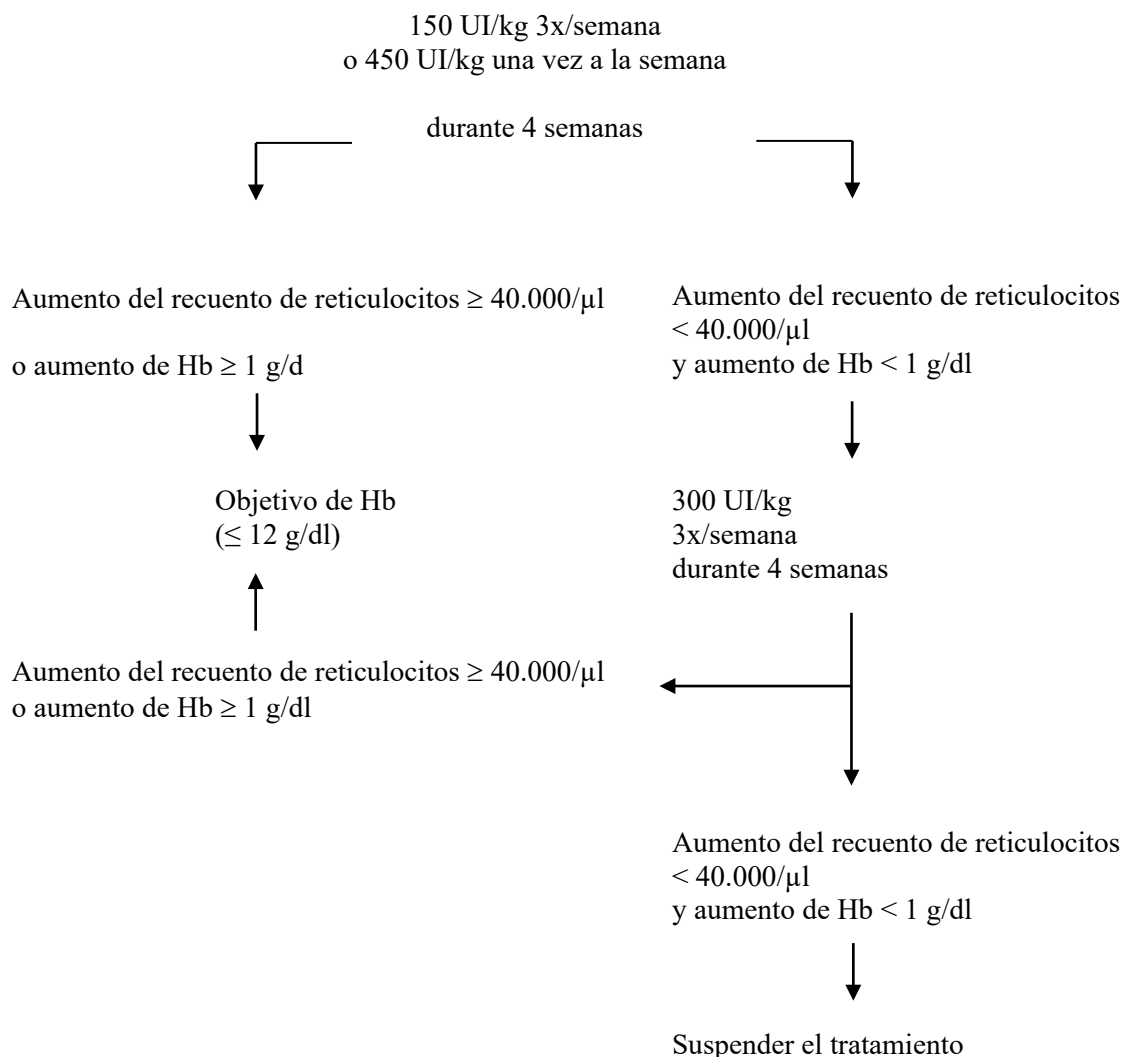 150 UI/kg 3x/semana
o 450 UI/kg una vez a la semana
durante 4 semanas
Aumento del recuento de reticulocitos ≥ 40.000/µl
o aumento de Hb ≥ 1 g/d
Aumento del recuento de reticulocitos
< 40.000/µl
y aumento de Hb < 1 g/dl
Objetivo de Hb
(≤ 12 g/dl)
300 UI/kg
3x/semana
durante 4 semanas
Aumento del recuento de reticulocitos ≥ 40.000/µl
o aumento de Hb ≥ 1 g/dl
Aumento del recuento de reticulocitos
< 40.000/µl
y aumento de Hb < 1 g/dl
Suspender el tratamiento